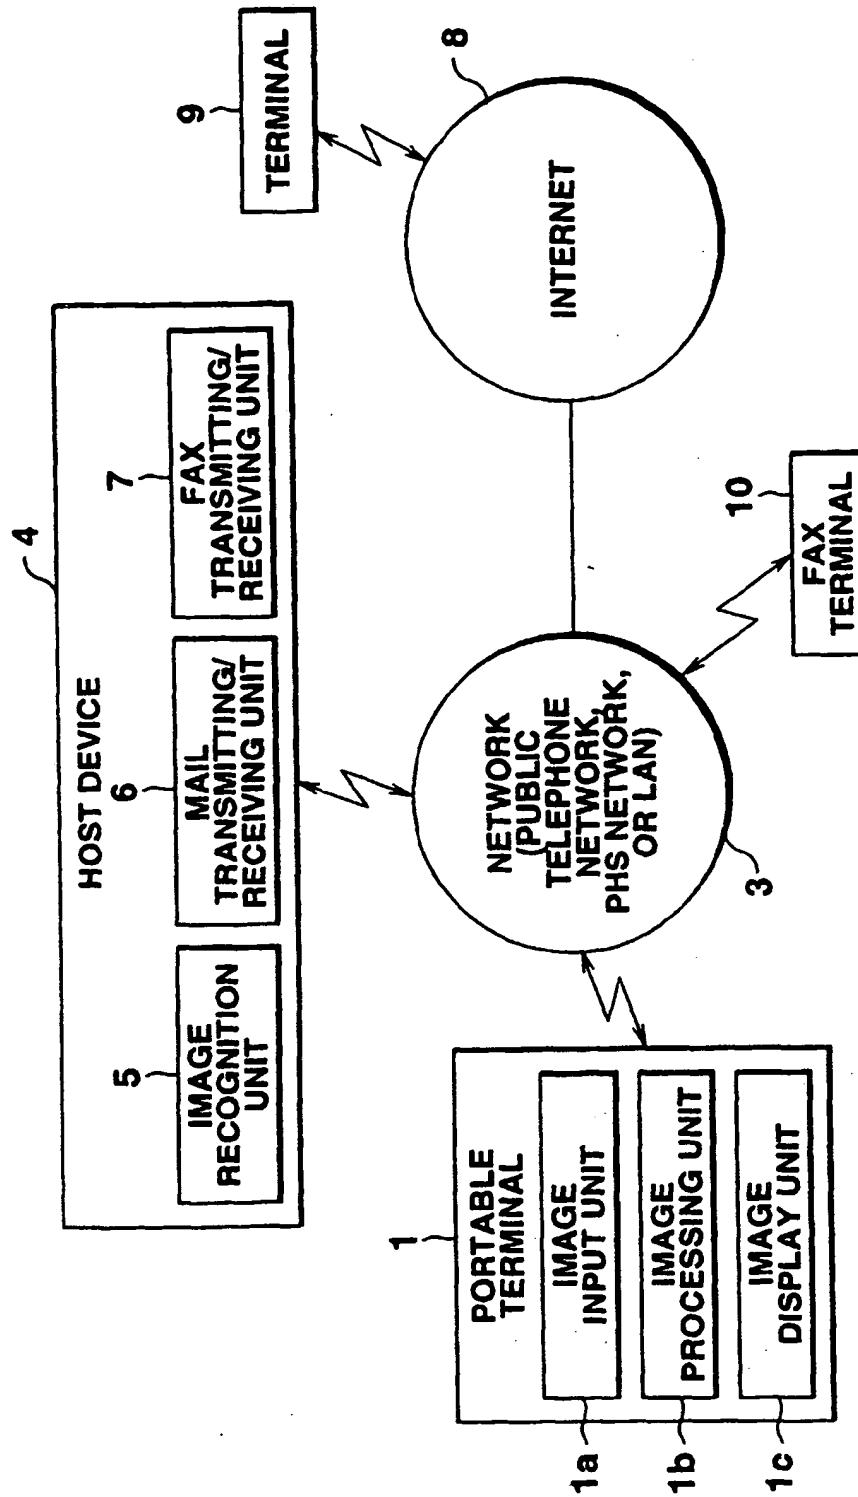 4
HOST DEVICE
5
IMAGE
RECOGNITION
UNIT
6
MAIL
TRANSMITTING/
RECEIVING UNIT
7
FAX
TRANSMITTING/
RECEIVING UNIT
9
TERMINAL
1
PORTABLE
TERMINAL
1a
IMAGE
INPUT UNIT
1b
IMAGE
PROCESSING UNIT
1c
IMAGE
DISPLAY UNIT
NETWORK
(PUBLIC
TELEPHONE
NETWORK,
PHS NETWORK,
OR LAN)
3
8
INTERNET
10
FAX
TERMINAL